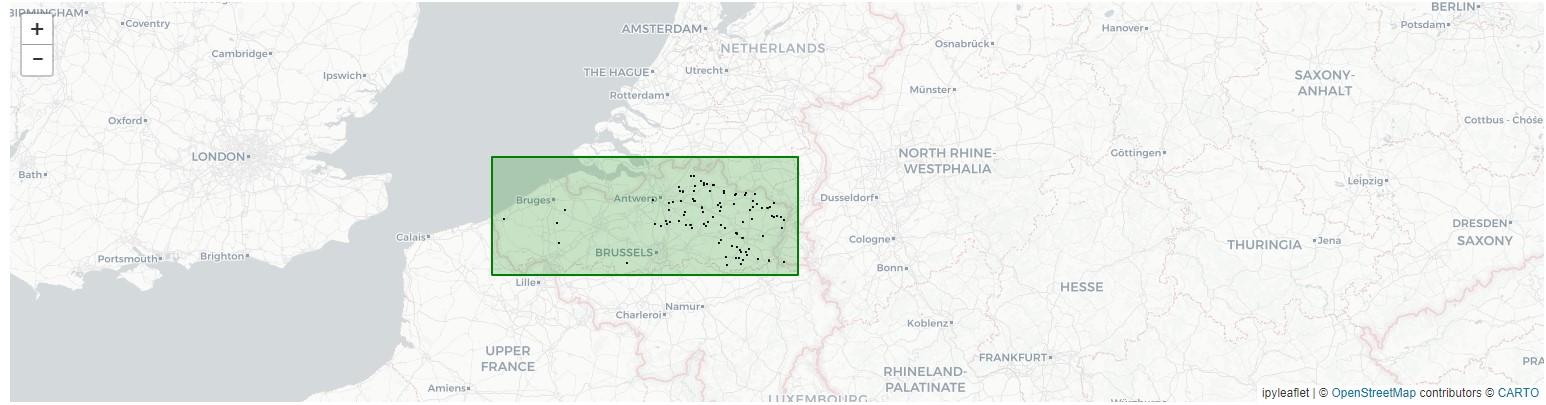 BIRMINGHAM
Coventry
+
−
Cambridge
Ipswich
Oxford
LONDON
Bath
Portsmouth
Brighton
AMSTERDAM
NETHERLANDS
THE HAGUE
Utrecht
Rotterdam
Bruges
Antwerp
BRUSSELS
Calais
Lille
Namur
Charleroi
UPPER
FRANCE
Amiens
LUXEMBOURG
Osnabrück
Hanover
BERLIN
Potsdam
Münster
SAXONY-
ANHALT
Cottbus - Chóśe
NORTH RHINE-
WESTPHALIA
Göttingen
Dusseldorf
Leipzig
Cologne
DRESDEN
SAXONY
THURINGIA
Jena
Bonn
HESSE
Koblenz
FRANKFURT
RHINELAND-
PALATINATE
PRA
Würzburg
ipyleaflet | © OpenStreetMap contributors © CARTO